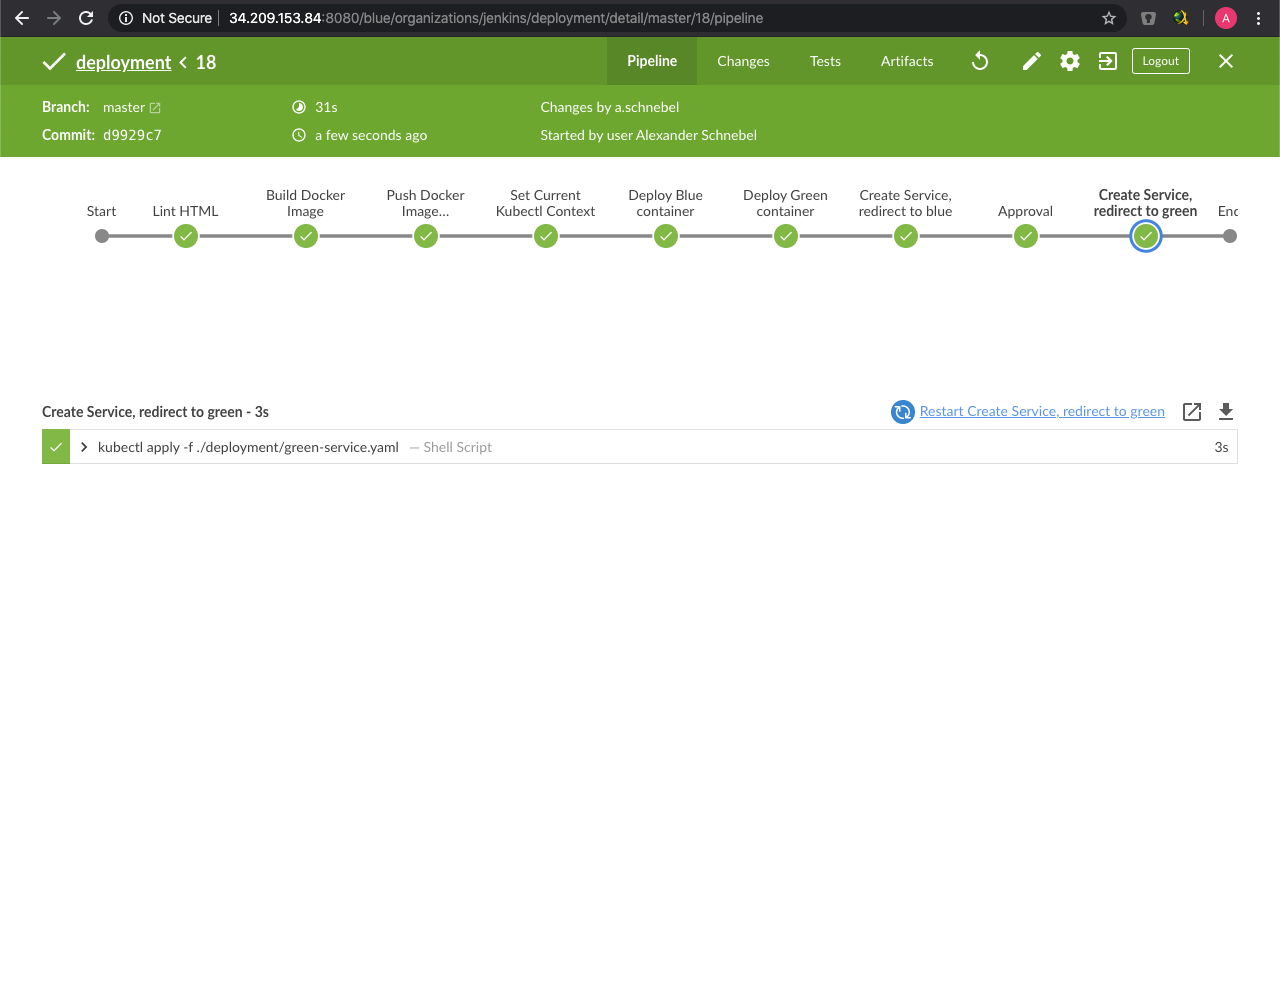 Not Secure 34.209.153.84:8080/blue/organizations/jenkins/deployment/detail/master/18/pipeline A
deployment < 18 Pipeline Changes Tests Artifacts Logout
Branch: master 31s Changes by a.schnebel
Commit: d9929c7 a few seconds ago Started by user Alexander Schnebel
Start
Lint HTML
Build Docker
Image
Push Docker
Image...
Set Current
Kubectl Context
Deploy Blue
container
Deploy Green
container
Create Service,
redirect to blue
Approval
Create Service,
redirect to green
End
Create Service, redirect to green - 3s Restart Create Service, redirect to green
kubectl apply -f ./deployment/green-service.yaml — Shell Script 3s